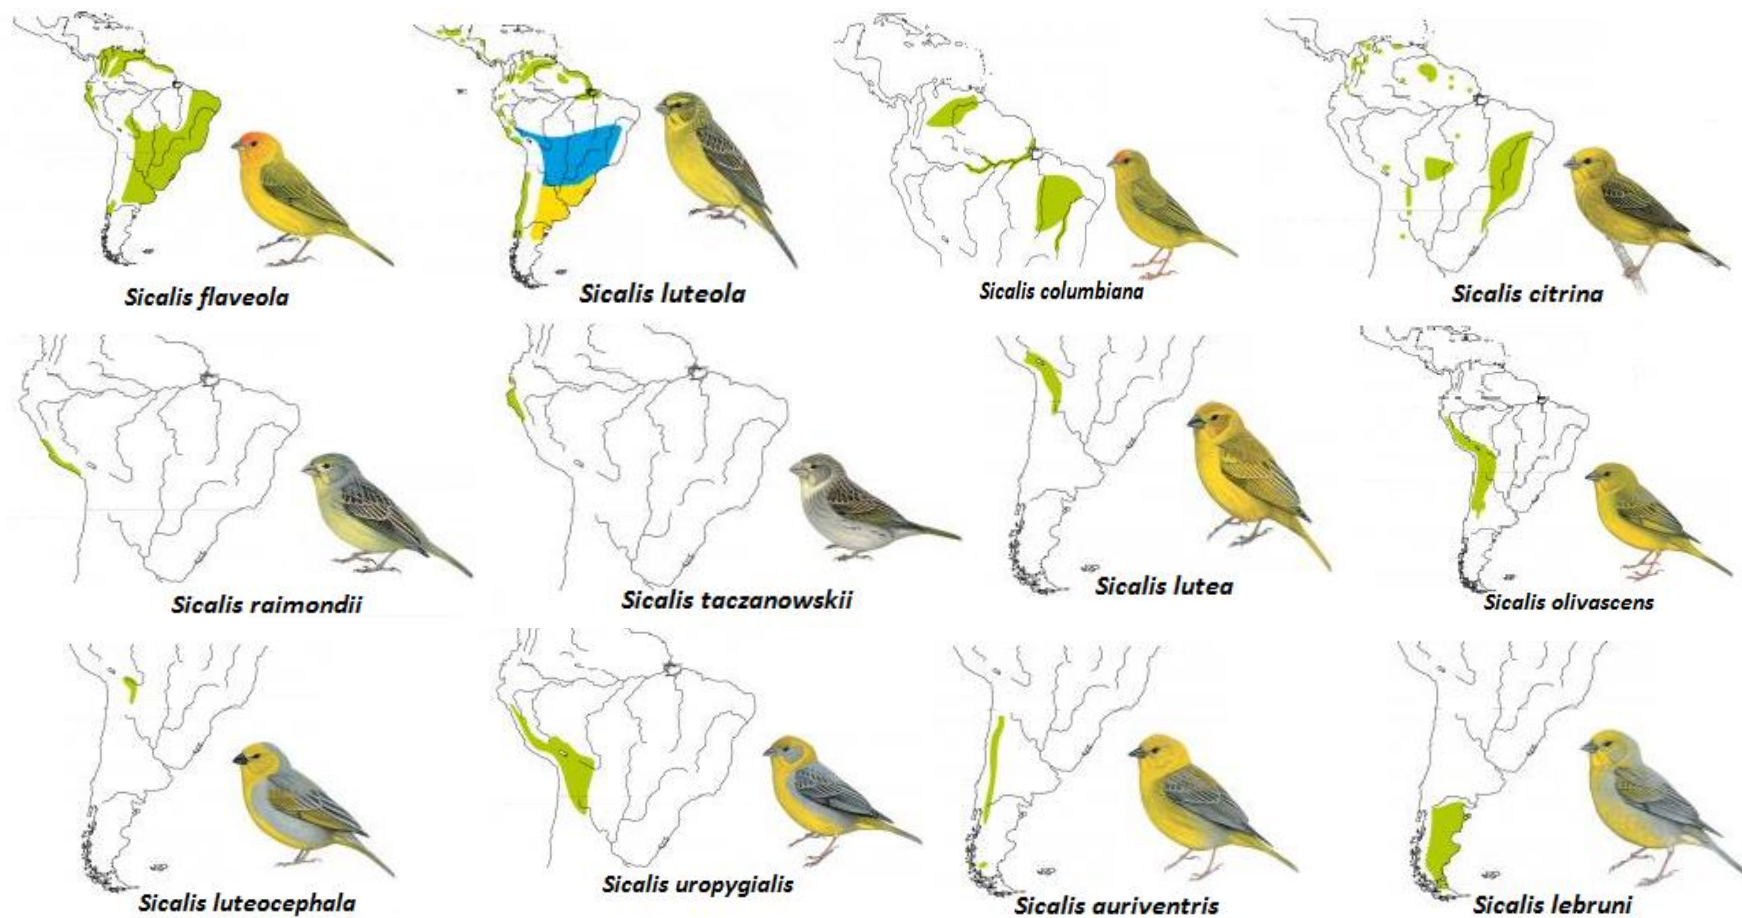 Sicalis flaveola
Sicalis luteola
Sicalis columbiana
Sicalis citrina
Sicalis raimondii
Sicalis taczanowskii
Sicalis lutea
Sicalis olivascens
Sicalis luteocephala
Sicalis uropygialis
Sicalis auriventris
Sicalis lebruni